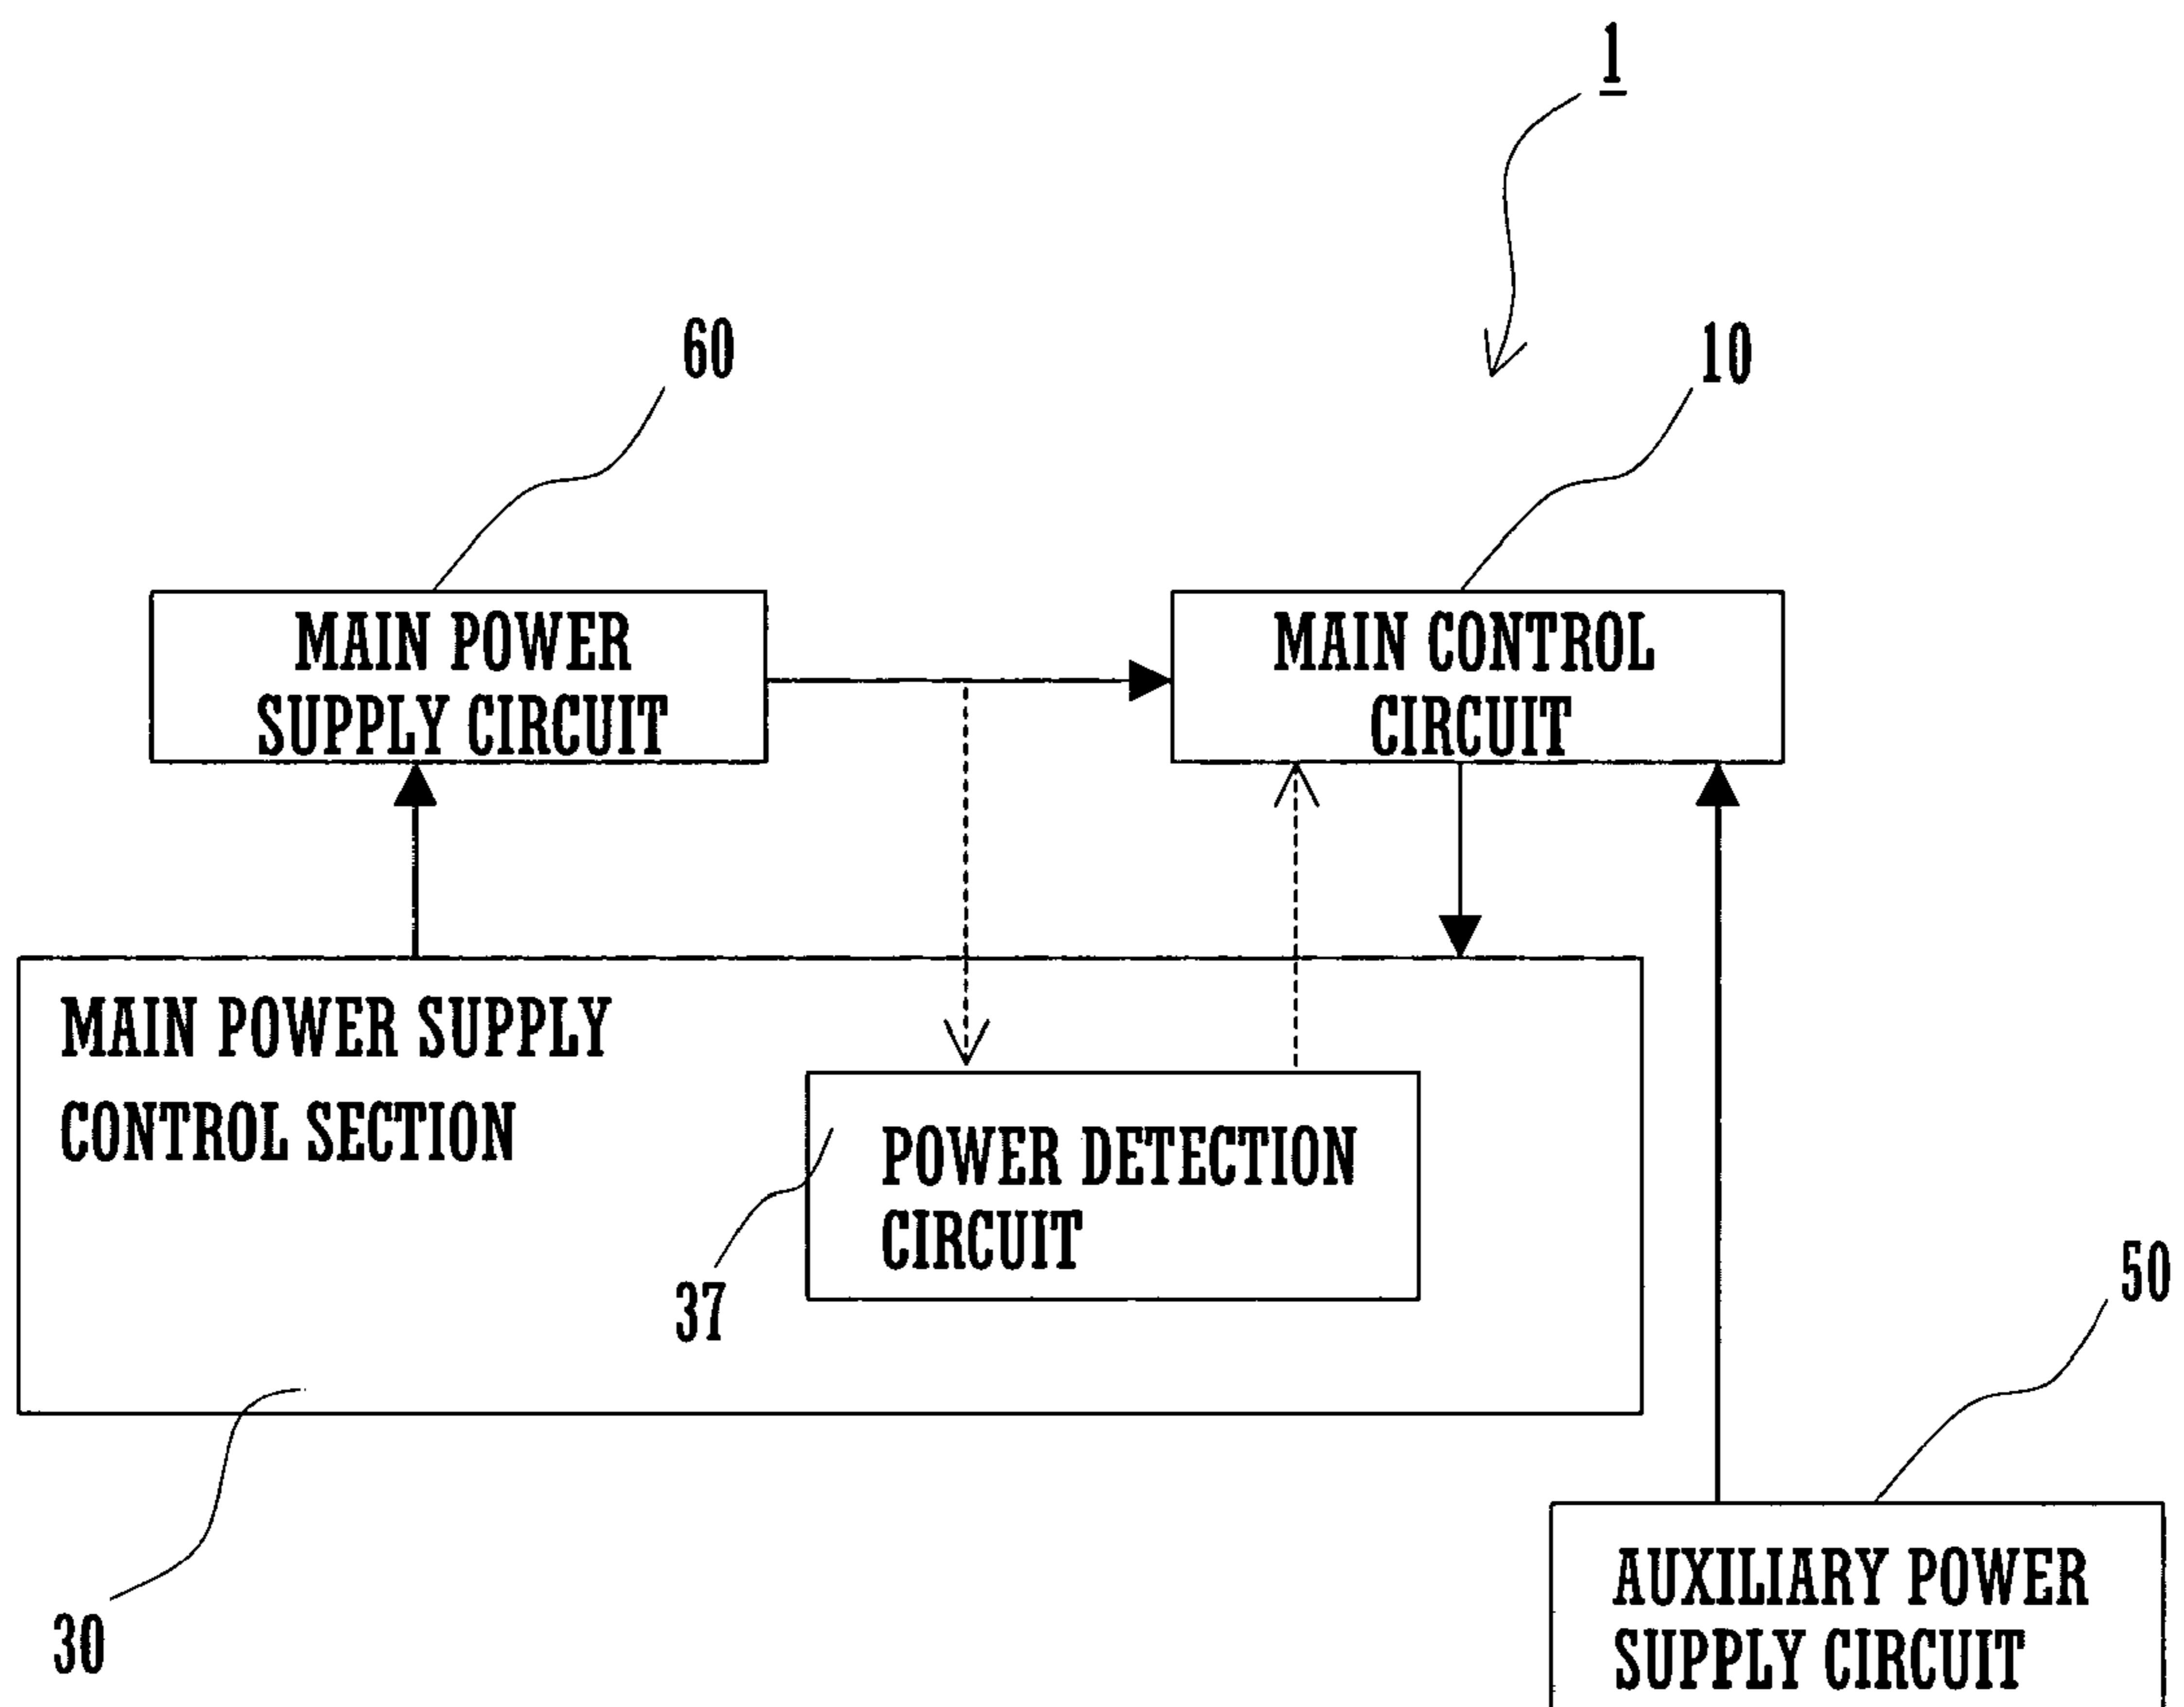 1
60
10
MAIN POWER
SUPPLY CIRCUIT
MAIN CONTROL
CIRCUIT
MAIN POWER SUPPLY
CONTROL SECTION
POWER DETECTION
CIRCUIT
37
50
30
AUXILIARY POWER
SUPPLY CIRCUIT